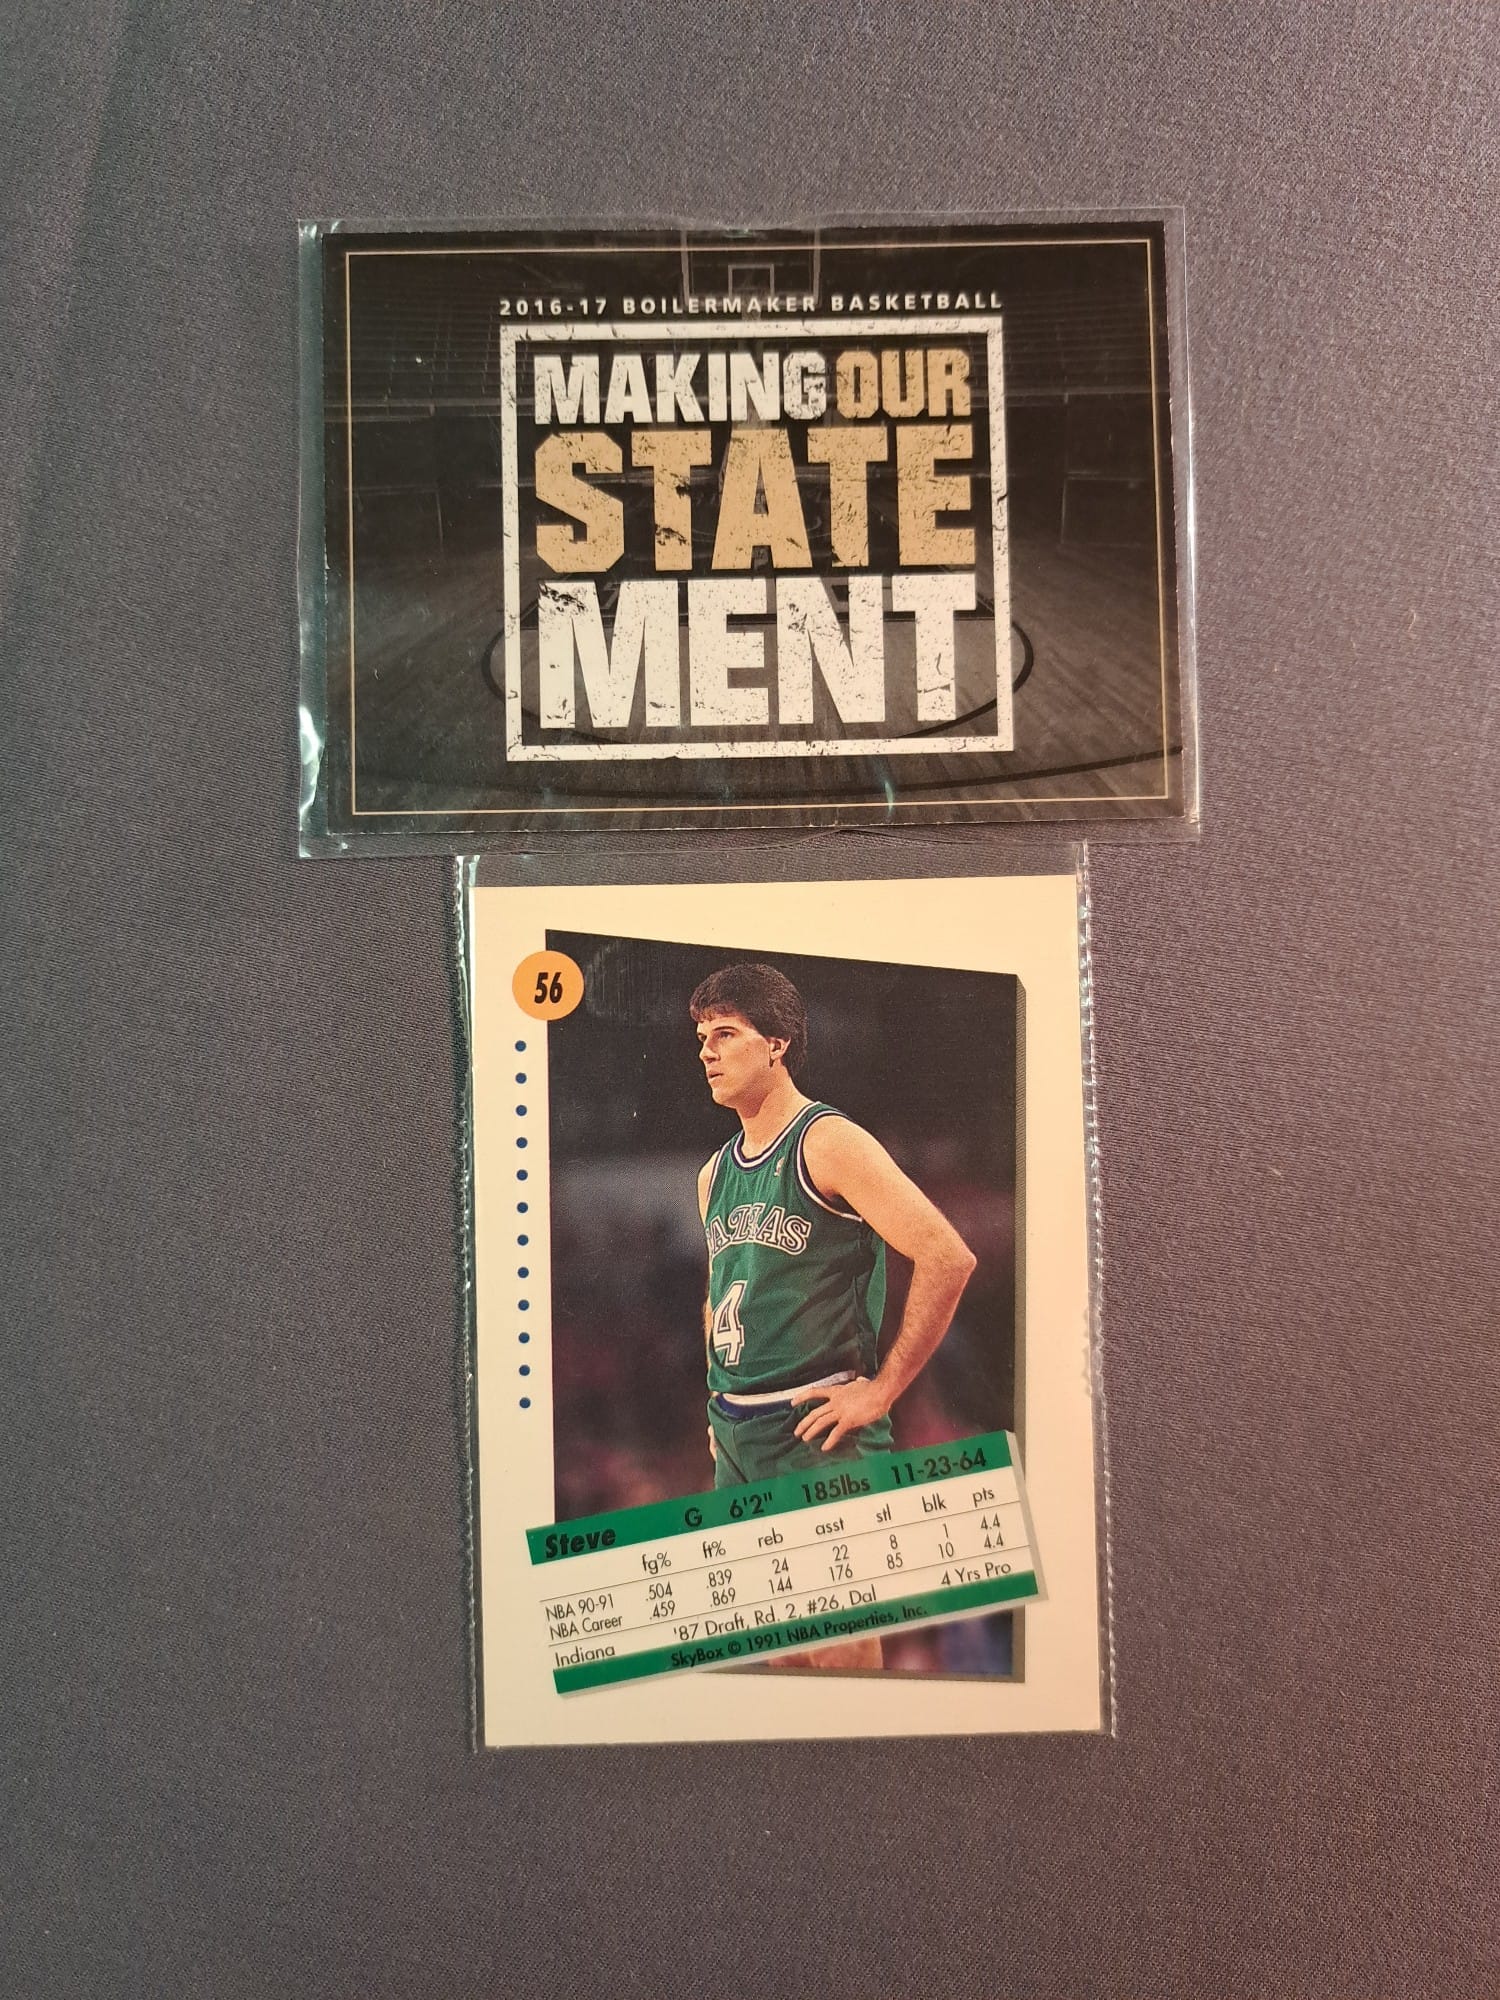 2016-17 BOILERMAKER BASKETBALL
MAKING OUR
STATE
MENT
56
ALLAS
4
Steve G 6'2" 185lbs 11-23-64
fg% ft% reb asst stl blk pts
NBA 90-91 .504 .839 24 22 8 1 4.4
NBA Career .459 .869 144 176 85 10 4.4
Indiana '87 Draft, Rd. 2, #26, Dal 4 Yrs Pro
SkyBox © 1991 NBA Properties, Inc.